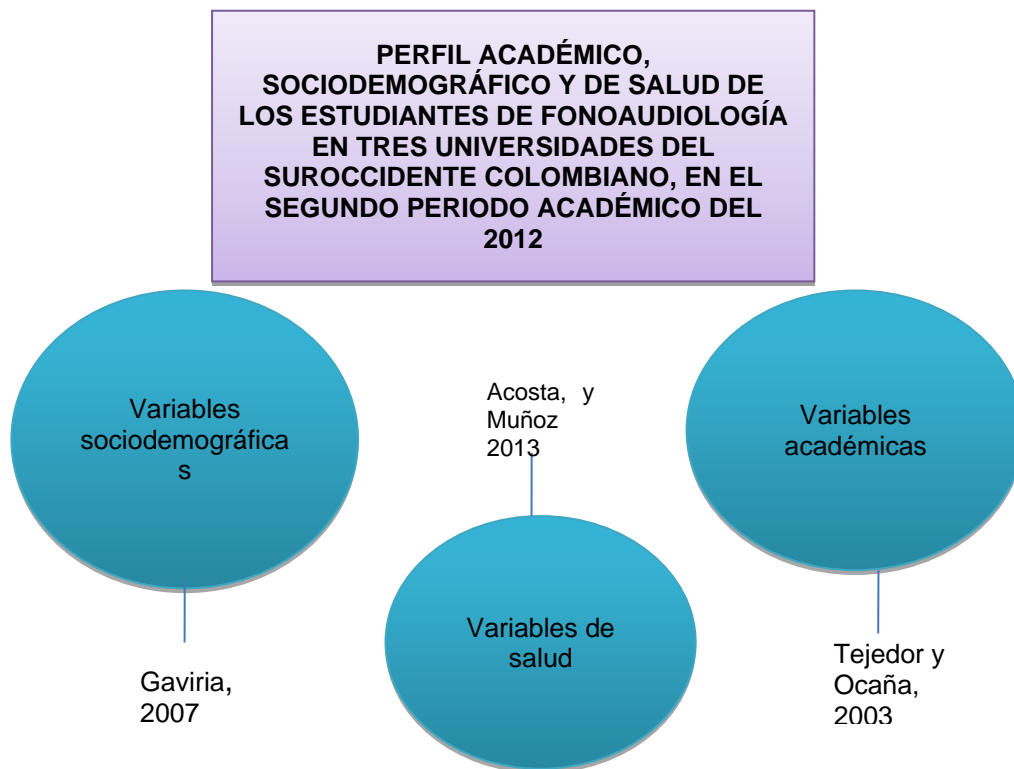 PERFIL ACADÉMICO,
SOCIODEMOGRÁFICO Y DE SALUD DE
LOS ESTUDIANTES DE FONOAUDIOLOGÍA
EN TRES UNIVERSIDADES DEL
SUROCCIDENTE COLOMBIANO, EN EL
SEGUNDO PERIODO ACADÉMICO DEL
2012
Variables
sociodemográfica
s
Acosta, y
Muñoz
2013
Variables
académicas
Gaviria,
2007
Variables de
salud
Tejedor y
Ocaña,
2003